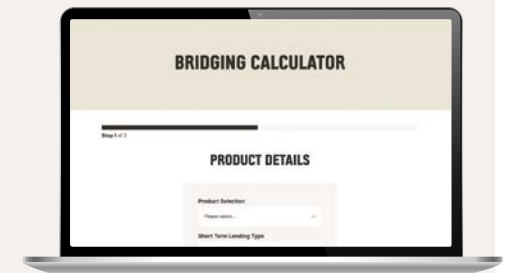 BRIDGING CALCULATOR
Step 1 of 2
PRODUCT DETAILS
Product Selection
Please select...
Short Term Lending Type